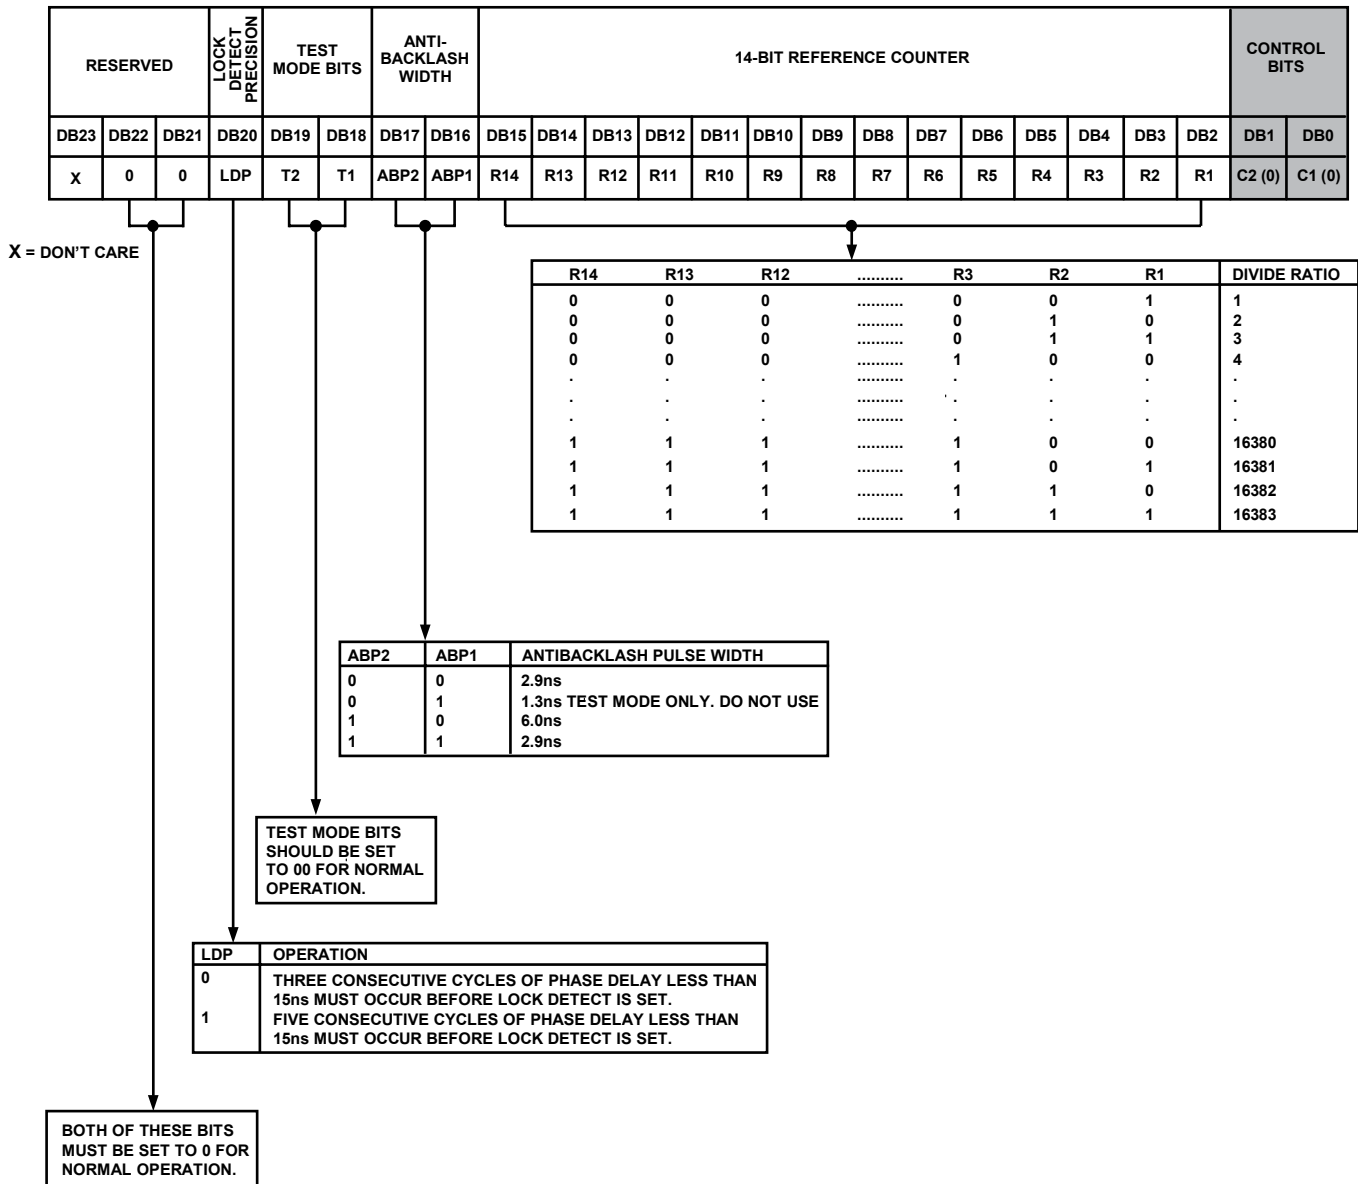 RESERVED
LOCK
DETECT
PRECISION
TEST
MODE BITS
ANTI-
BACKLASH
WIDTH
14-BIT REFERENCE COUNTER
CONTROL
BITS
DB23 DB22 DB21 DB20 DB19 DB18 DB17 DB16 DB15 DB14 DB13 DB12 DB11 DB10 DB9 DB8 DB7 DB6 DB5 DB4 DB3 DB2 DB1 DB0
X 0 0 LDP T2 T1 ABP2 ABP1 R14 R13 R12 R11 R10 R9 R8 R7 R6 R5 R4 R3 R2 R1 C2 (0) C1 (0)
X = DON'T CARE
R14 R13 R12 .......... R3 R2 R1 DIVIDE RATIO
0 0 0 .......... 0 0 1 1
0 0 0 .......... 0 1 0 2
0 0 0 .......... 0 1 1 3
0 0 0 .......... 1 0 0 4
. . . .......... . . . .
. . . .......... . . . .
. . . .......... . . . .
1 1 1 .......... 1 0 0 16380
1 1 1 .......... 1 0 1 16381
1 1 1 .......... 1 1 0 16382
1 1 1 .......... 1 1 1 16383
ABP2 ABP1 ANTIBACKLASH PULSE WIDTH
0 0 2.9ns
0 1 1.3ns TEST MODE ONLY. DO NOT USE
1 0 6.0ns
1 1 2.9ns
TEST MODE BITS
SHOULD BE SET
TO 00 FOR NORMAL
OPERATION.
LDP OPERATION
0 THREE CONSECUTIVE CYCLES OF PHASE DELAY LESS THAN
15ns MUST OCCUR BEFORE LOCK DETECT IS SET.
1 FIVE CONSECUTIVE CYCLES OF PHASE DELAY LESS THAN
15ns MUST OCCUR BEFORE LOCK DETECT IS SET.
BOTH OF THESE BITS
MUST BE SET TO 0 FOR
NORMAL OPERATION.